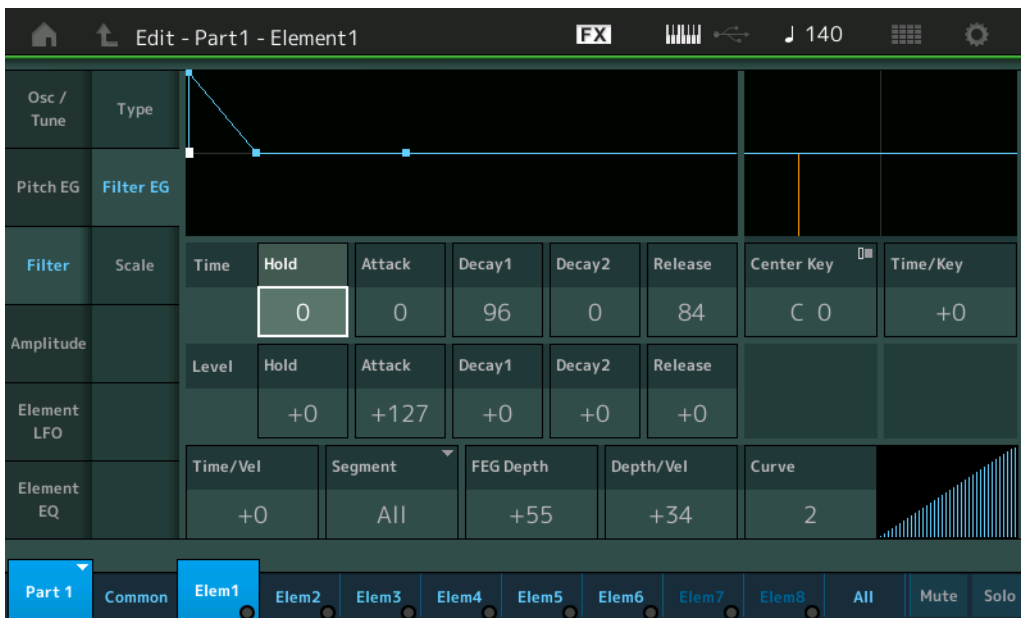 Edit - Part1 - Element1
FX
♩ 140
Osc /
Tune
Type
Pitch EG
Filter EG
Filter
Scale
Amplitude
Element
LFO
Element
EQ
Time
Hold
Attack
Decay1
Decay2
Release
Center Key
Time/Key
0
0
96
0
84
C 0
+0
Level
Hold
Attack
Decay1
Decay2
Release
+0
+127
+0
+0
+0
Time/Vel
Segment
FEG Depth
Depth/Vel
Curve
+0
All
+55
+34
2
Part 1
Common
Elem1
Elem2
Elem3
Elem4
Elem5
Elem6
Elem7
Elem8
All
Mute
Solo